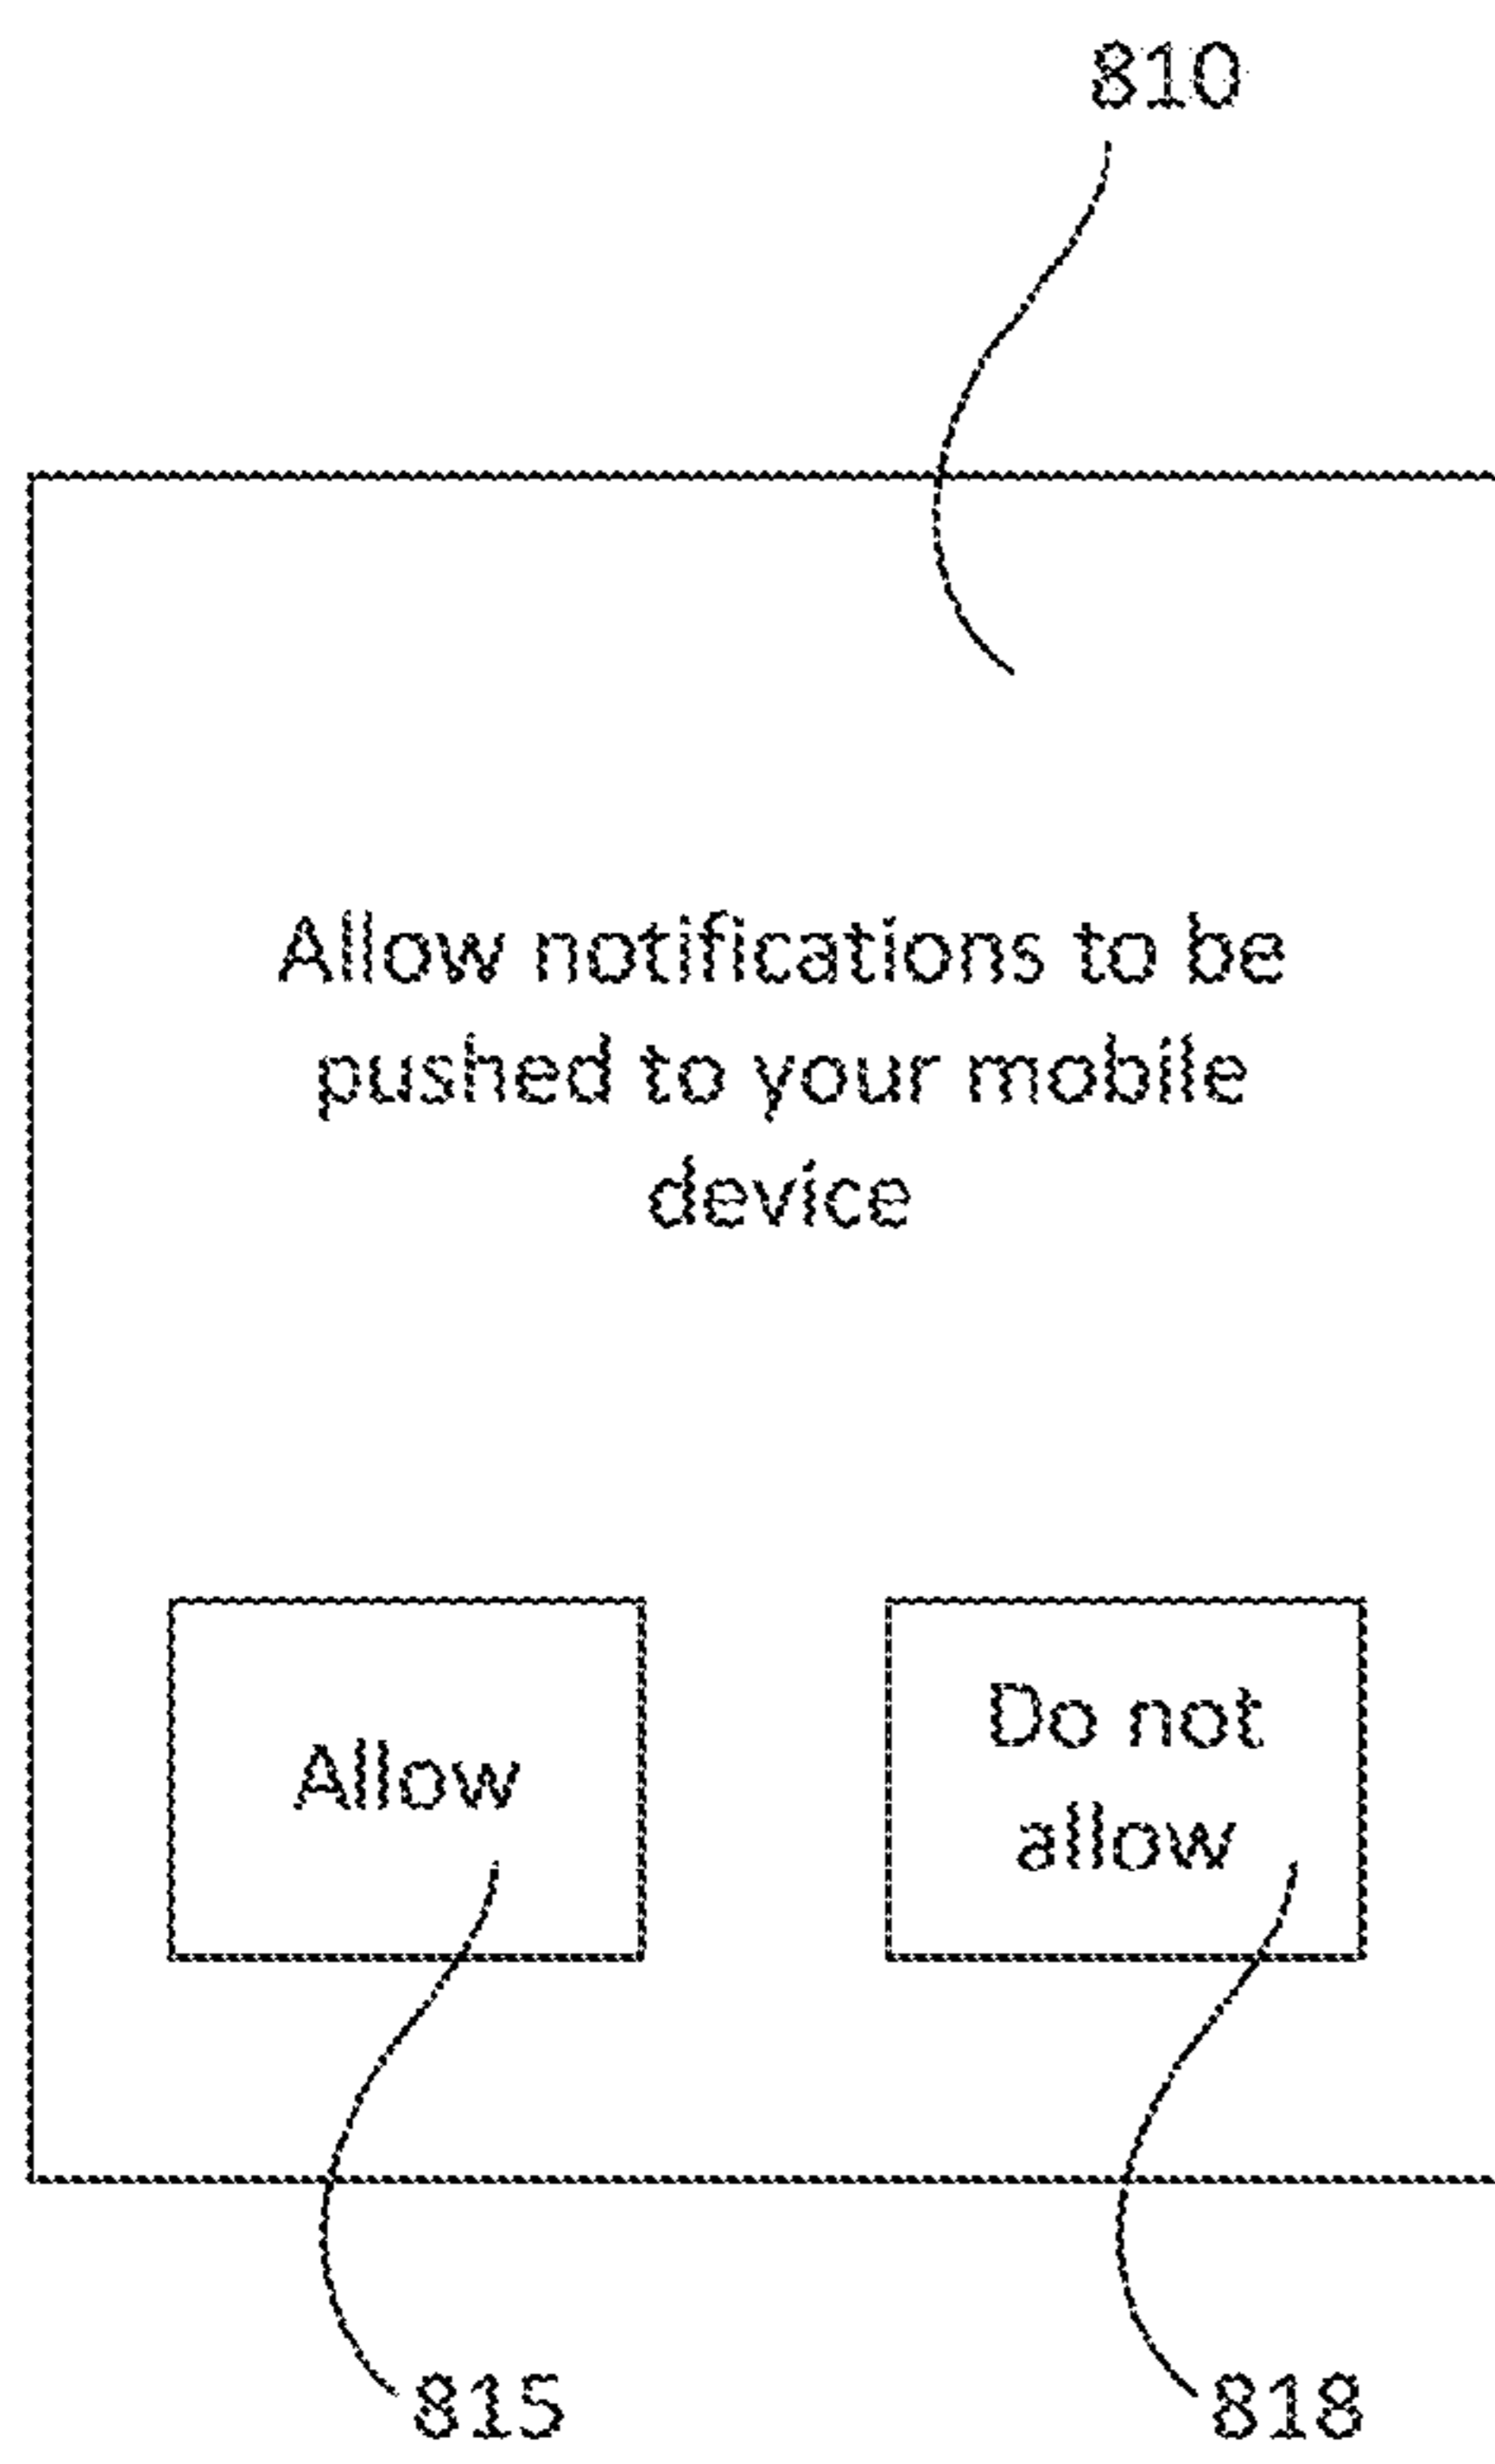 810
Allow notifications to be
pushed to your mobile
device
Allow
Do not
allow
815
818